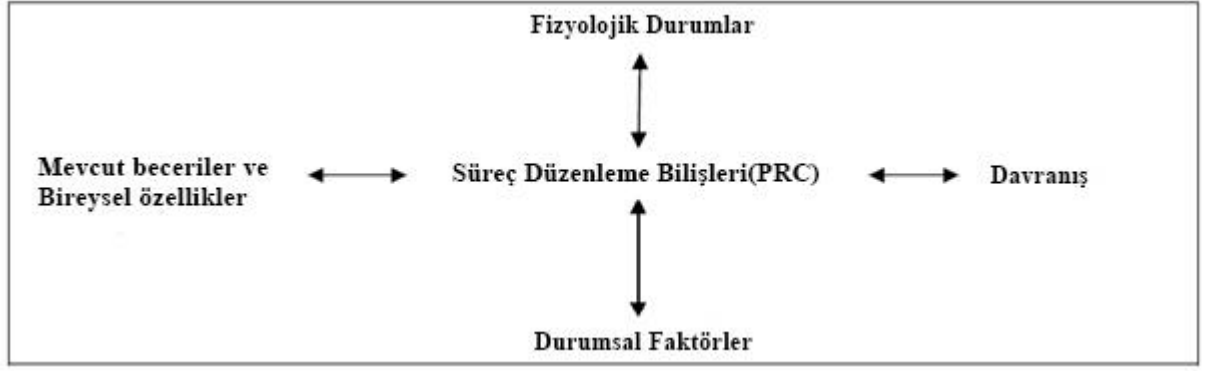 Fizyolojik Durumlar
Mevcut beceriler ve
Bireysel özellikler
Süreç Düzenleme Bilişleri(PRC)
Davranış
Durumsal Faktörler